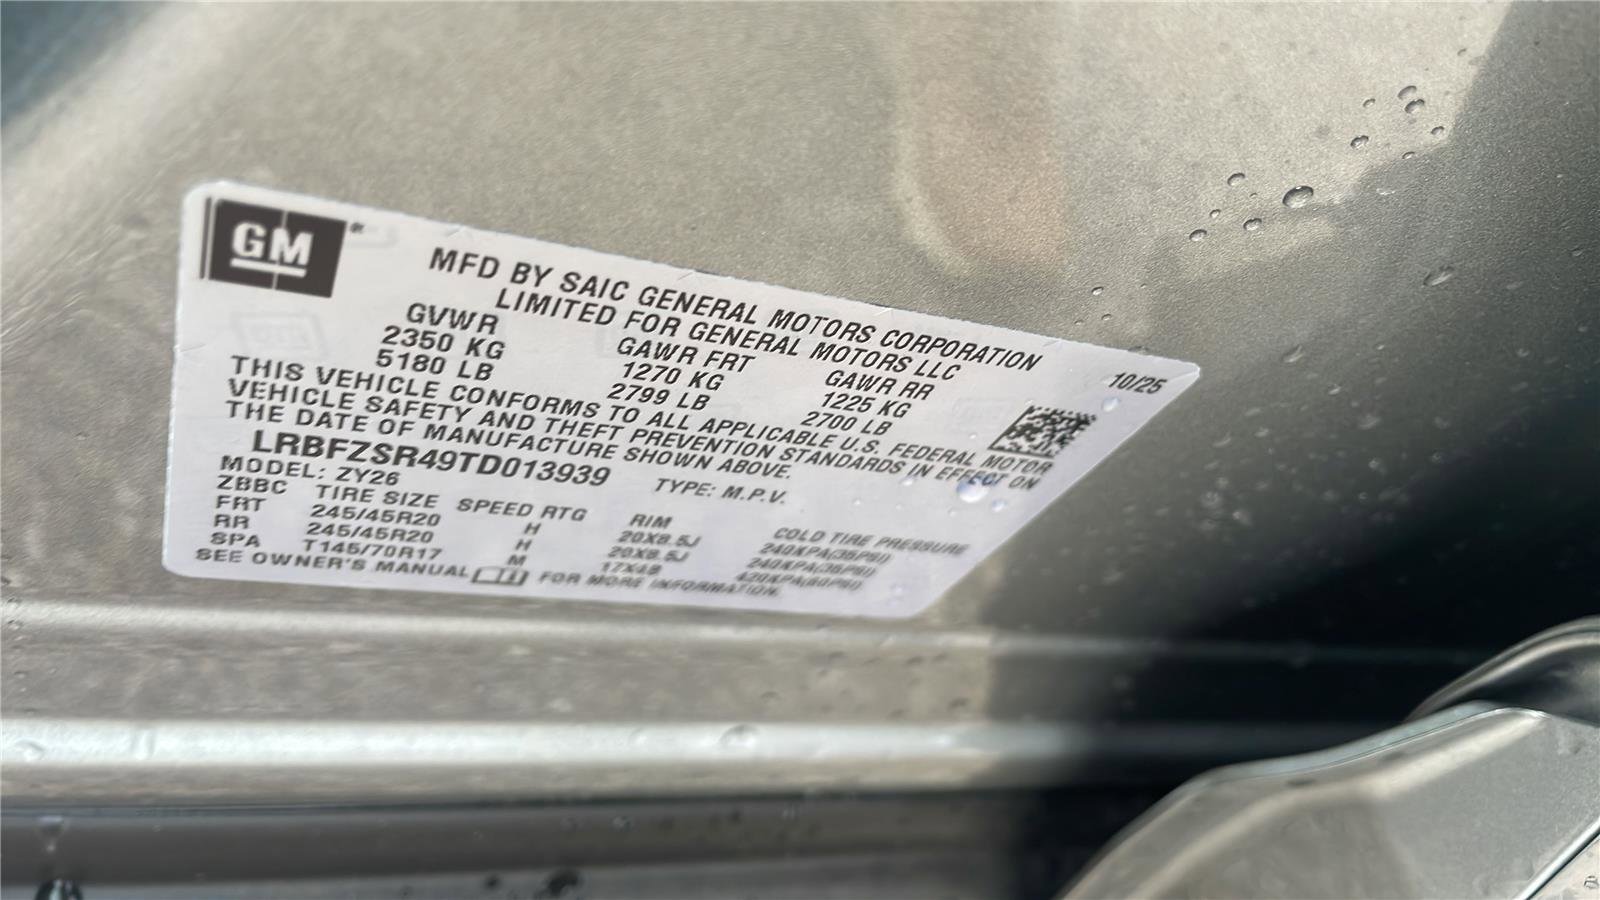 GM
MFD BY SAIC GENERAL MOTORS CORPORATION
LIMITED FOR GENERAL MOTORS LLC
10/25
GVWR GAWR FRT GAWR RR
2350 KG 1270 KG 1225 KG
5180 LB 2799 LB 2700 LB
THIS VEHICLE CONFORMS TO ALL APPLICABLE U.S. FEDERAL MOTOR
VEHICLE SAFETY AND THEFT PREVENTION STANDARDS IN EFFECT ON
THE DATE OF MANUFACTURE SHOWN ABOVE.
LRBFZSR49TD013939 TYPE: M.P.V.
MODEL: ZY26
ZBBC TIRE SIZE SPEED RTG RIM COLD TIRE PRESSURE
FRT 245/45R20 H 20X8.5J 240KPA(35PSI)
RR 245/45R20 H 20X8.5J 240KPA(35PSI)
SPA T145/70R17 M 17X4B 420KPA(60PSI)
SEE OWNER'S MANUAL FOR MORE INFORMATION.